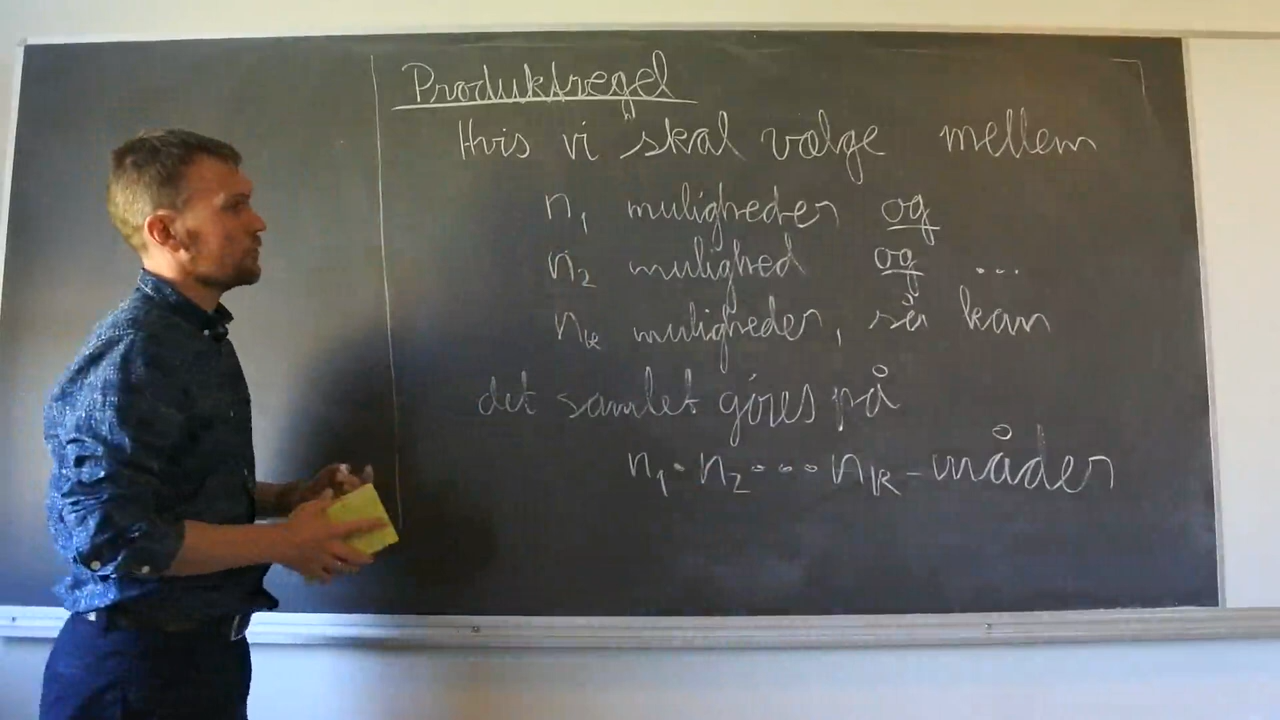 Produktregel
Hvis vi skal vælge mellem
n₁ muligheder og
n₂ mulighed og ...
nₖ muligheder, så kan
det samlet göres på
n₁ · n₂ ··· nₖ - måder